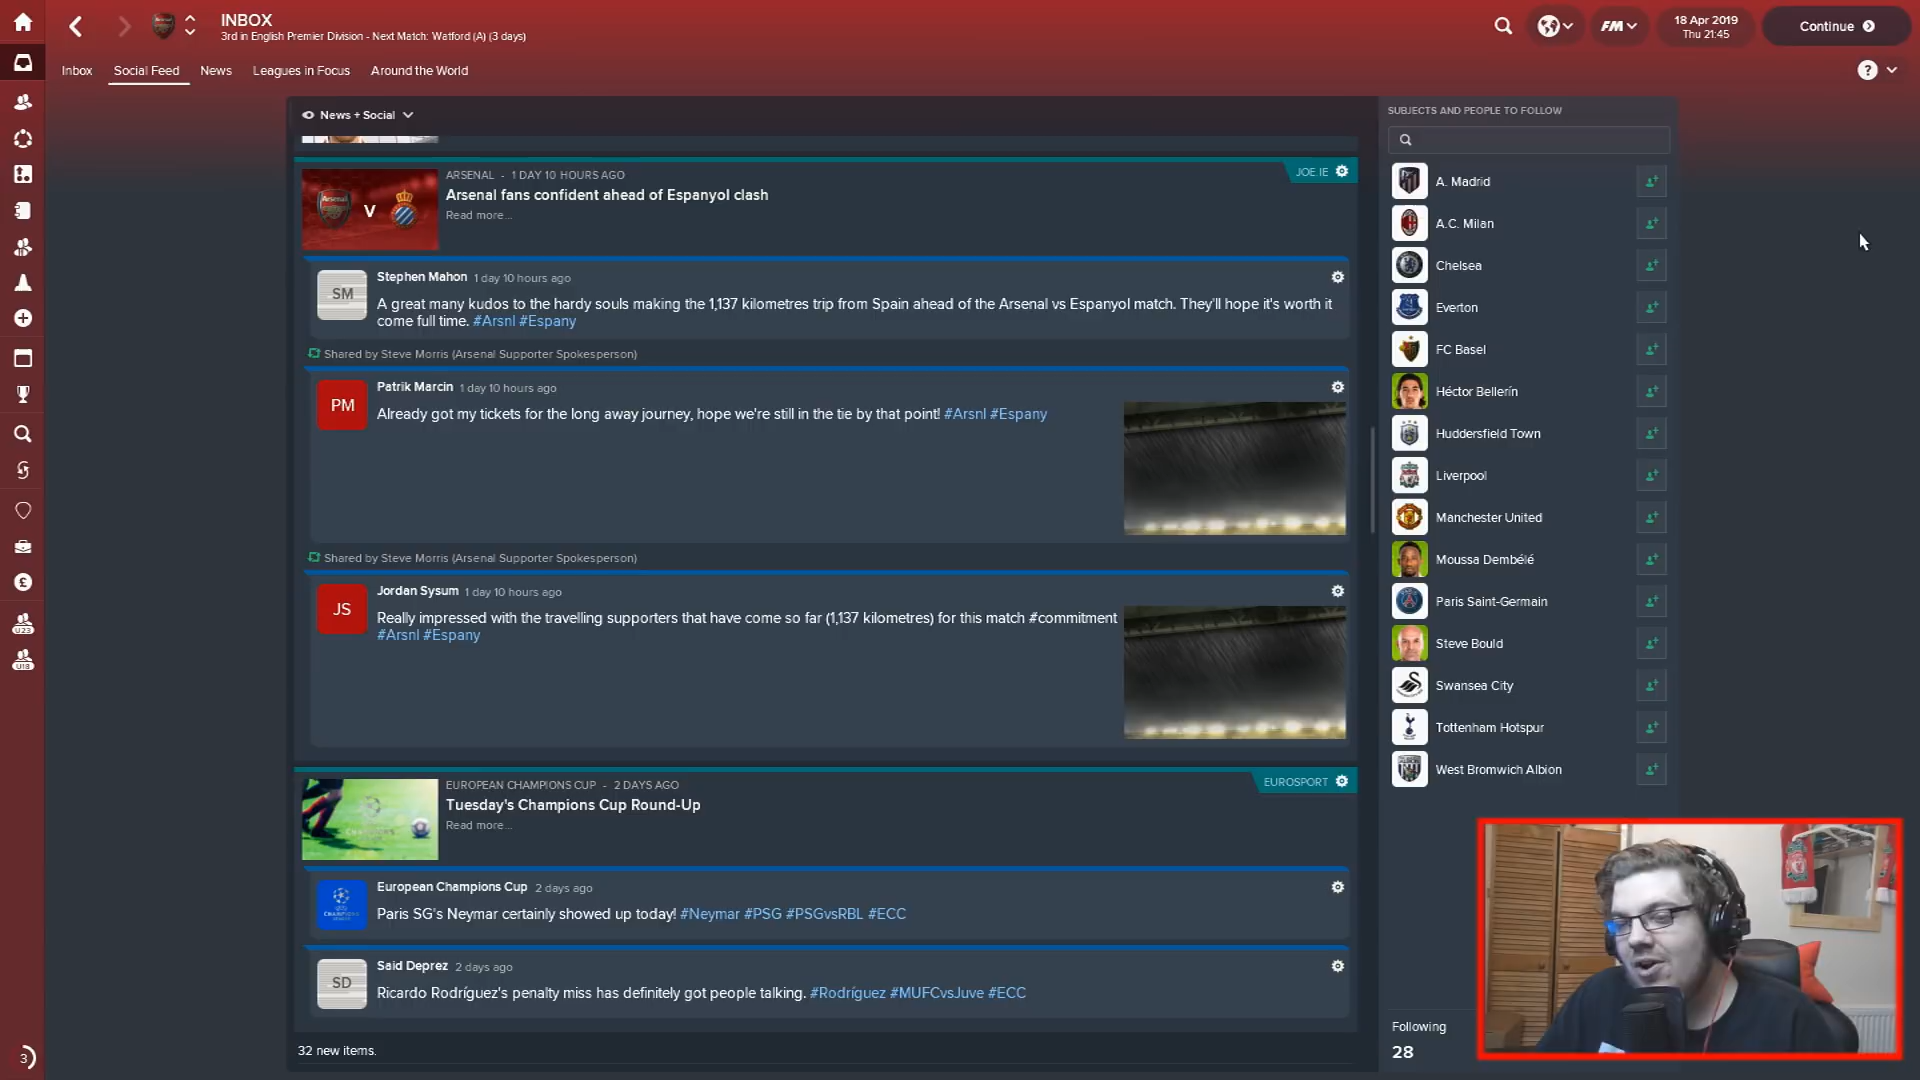 INBOX
3rd in English Premier Division - Next Match: Watford (A) (3 days)
FM
18 Apr 2019
Thu 21:45
Continue
Inbox
Social Feed
News
Leagues in Focus
Around the World
?
News + Social
ARSENAL - 1 DAY 10 HOURS AGO
JOE.IE
Arsenal fans confident ahead of Espanyol clash
Read more...
Arsenal
V
SM
Stephen Mahon 1 day 10 hours ago
A great many kudos to the hardy souls making the 1,137 kilometres trip from Spain ahead of the Arsenal vs Espanyol match. They'll hope it's worth it
come full time. #Arsnl #Espany
Shared by Steve Morris (Arsenal Supporter Spokesperson)
PM
Patrik Marcin 1 day 10 hours ago
Already got my tickets for the long away journey, hope we're still in the tie by that point! #Arsnl #Espany
Shared by Steve Morris (Arsenal Supporter Spokesperson)
JS
Jordan Sysum 1 day 10 hours ago
Really impressed with the travelling supporters that have come so far (1,137 kilometres) for this match #commitment
#Arsnl #Espany
EUROPEAN CHAMPIONS CUP - 2 DAYS AGO
EUROSPORT
Tuesday's Champions Cup Round-Up
Read more...
European Champions Cup 2 days ago
Paris SG's Neymar certainly showed up today! #Neymar #PSG #PSGvsRBL #ECC
SD
Said Deprez 2 days ago
Ricardo Rodríguez's penalty miss has definitely got people talking. #Rodríguez #MUFCvsJuve #ECC
32 new items.
SUBJECTS AND PEOPLE TO FOLLOW
A. Madrid
A.C. Milan
Chelsea
Everton
FC Basel
Héctor Bellerín
Huddersfield Town
Liverpool
Manchester United
Moussa Dembélé
Paris Saint-Germain
Steve Bould
Swansea City
Tottenham Hotspur
West Bromwich Albion
Following
28
£
U23
U18
3